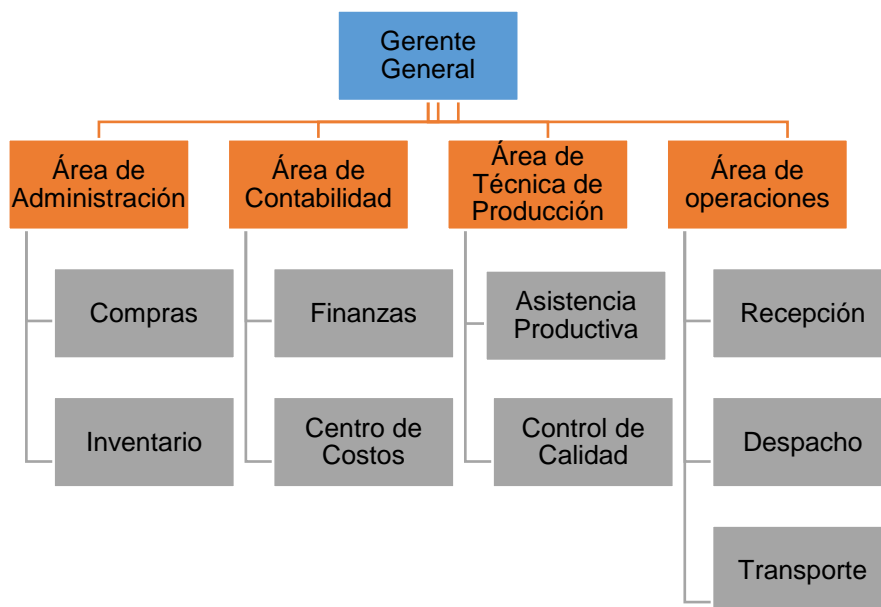 Gerente
General
Área de
Administración
Área de
Contabilidad
Área de
Técnica de
Producción
Área de
operaciones
Compras
Finanzas
Asistencia
Productiva
Recepción
Inventario
Centro de
Costos
Control de
Calidad
Despacho
Transporte